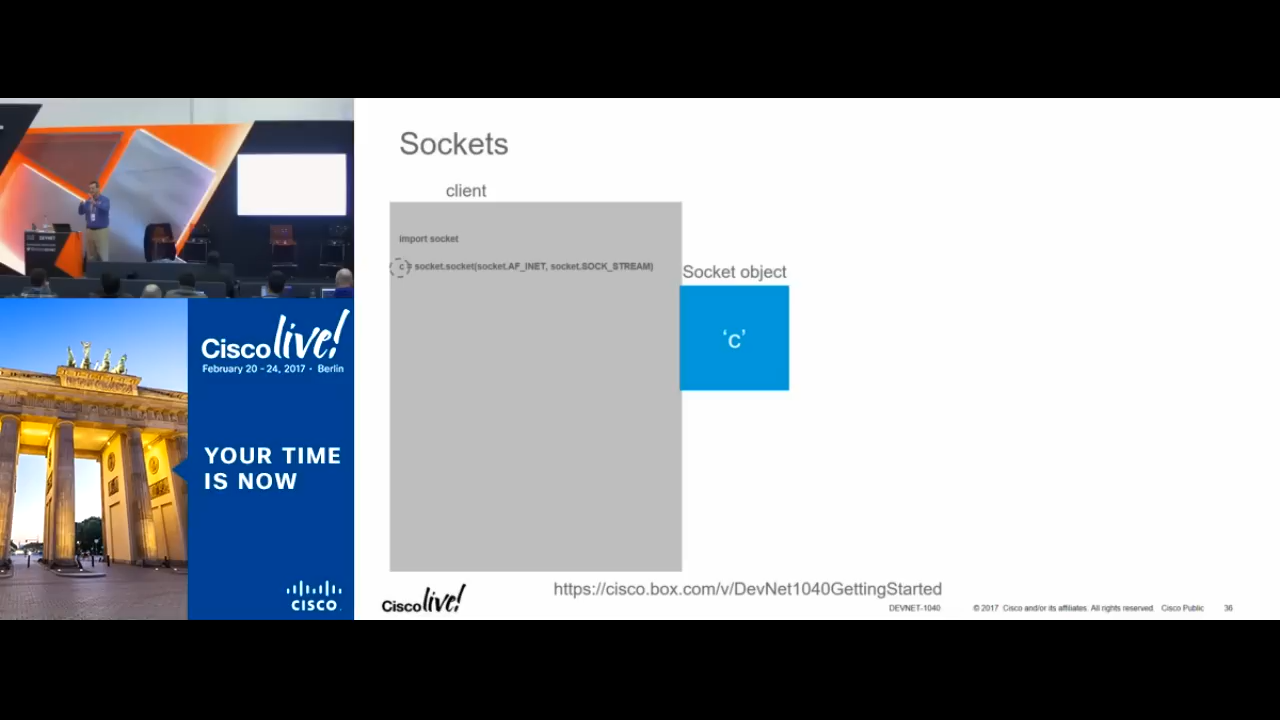 Sockets
client
import socket
c = socket.socket(socket.AF_INET, socket.SOCK_STREAM)
Socket object
‘c’
Cisco live!
February 20 - 24, 2017 • Berlin
YOUR TIME
IS NOW
CISCO
Cisco live!
https://cisco.box.com/v/DevNet1040GettingStarted
DEVNET-1040
© 2017 Cisco and/or its affiliates. All rights reserved. Cisco Public
36